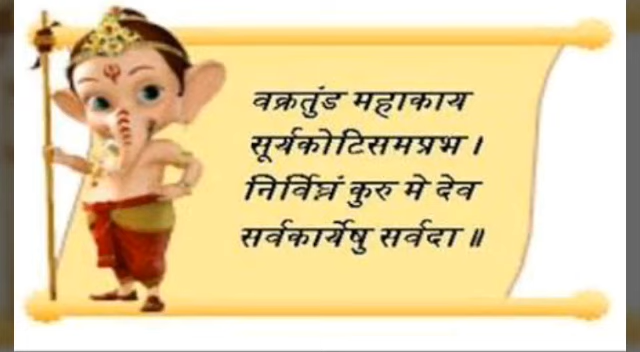 वक्रतुंड महाकाय
सूर्यकोटिसमप्रभ ।
निर्विघ्नं कुरु मे देव
सर्वकार्येषु सर्वदा ॥